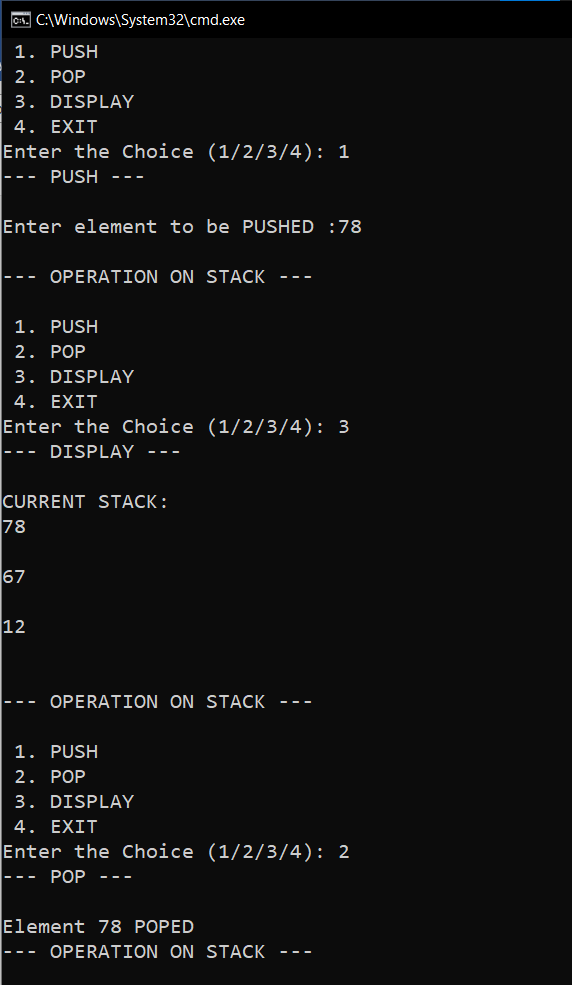 C:\Windows\System32\cmd.exe
1. PUSH
2. POP
3. DISPLAY
4. EXIT
Enter the Choice (1/2/3/4): 1
--- PUSH ---
Enter element to be PUSHED :78
--- OPERATION ON STACK ---
1. PUSH
2. POP
3. DISPLAY
4. EXIT
Enter the Choice (1/2/3/4): 3
--- DISPLAY ---
CURRENT STACK:
78
67
12
--- OPERATION ON STACK ---
1. PUSH
2. POP
3. DISPLAY
4. EXIT
Enter the Choice (1/2/3/4): 2
--- POP ---
Element 78 POPED
--- OPERATION ON STACK ---